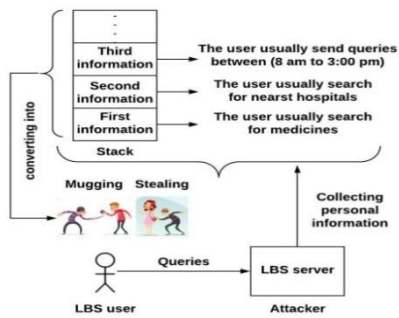 Third
information
The user usually send queries
between (8 am to 3:00 pm)
Second
information
The user usually search
for nearst hospitals
First
information
The user usually search
for medicines
Stack
converting into
Mugging Stealing
Collecting
personal
information
Queries
LBS server
LBS user
Attacker